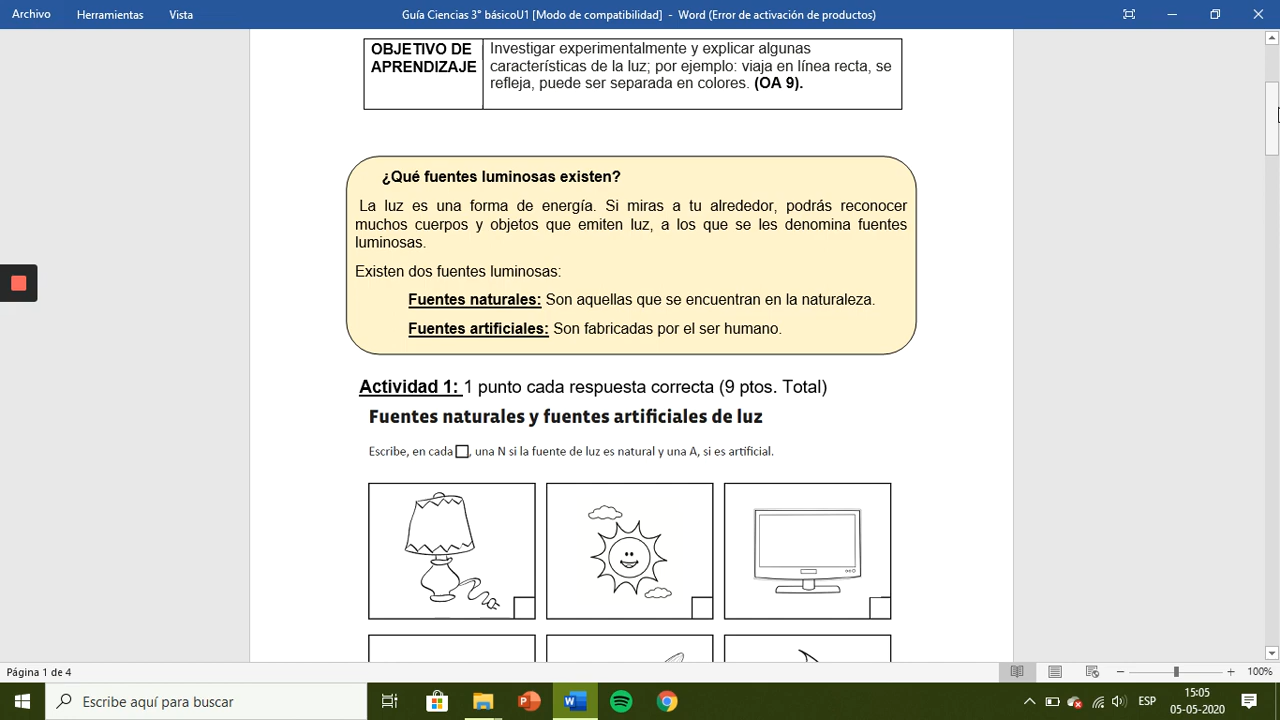 Archivo Herramientas Vista Guía Ciencias 3° básicoU1 [Modo de compatibilidad] - Word (Error de activación de productos)
OBJETIVO DE APRENDIZAJE
Investigar experimentalmente y explicar algunas
características de la luz; por ejemplo: viaja en línea recta, se
refleja, puede ser separada en colores. (OA 9).
¿Qué fuentes luminosas existen?
La luz es una forma de energía. Si miras a tu alrededor, podrás reconocer
muchos cuerpos y objetos que emiten luz, a los que se les denomina fuentes
luminosas.
Existen dos fuentes luminosas:
Fuentes naturales: Son aquellas que se encuentran en la naturaleza.
Fuentes artificiales: Son fabricadas por el ser humano.
Actividad 1: 1 punto cada respuesta correcta (9 ptos. Total)
Fuentes naturales y fuentes artificiales de luz
Escribe, en cada , una N si la fuente de luz es natural y una A, si es artificial.
Página 1 de 4
100%
Escribe aquí para buscar
ESP
15:05
05-05-2020